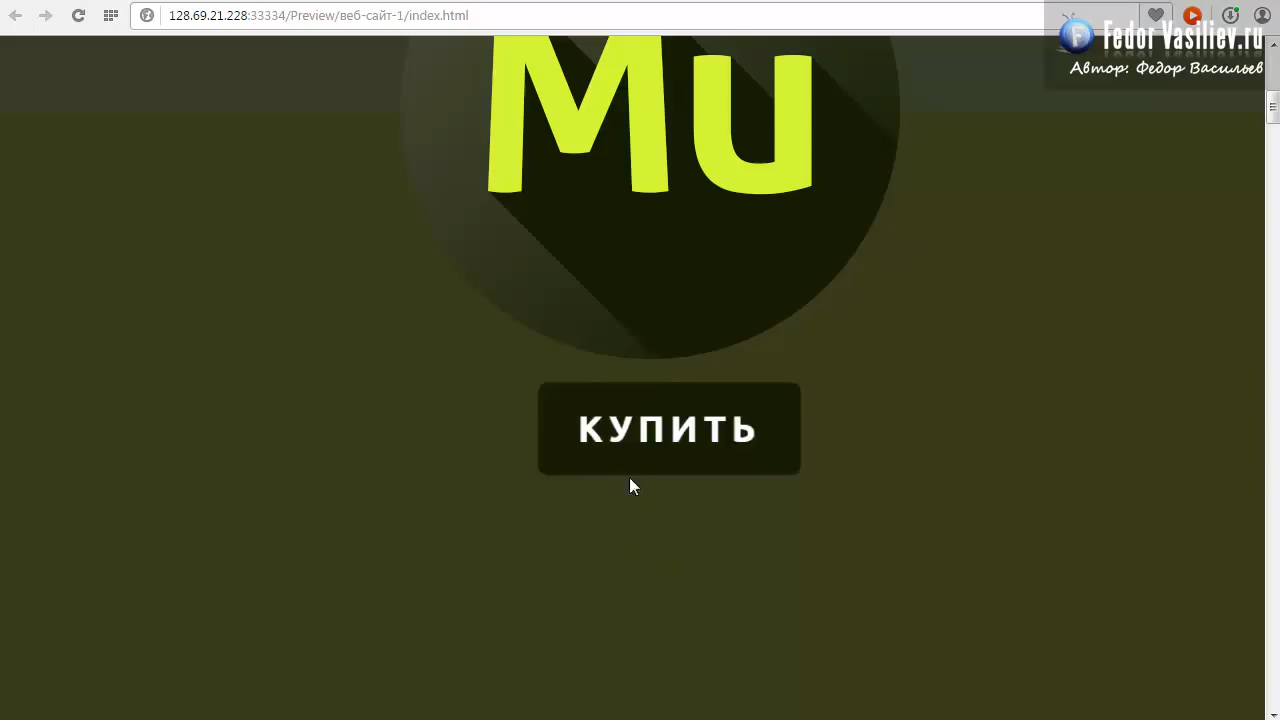 128.69.21.228:33334/Preview/веб-сайт-1/index.html
Fedor Vasiliev.ru
Автор: Федор Васильев
Mu
КУПИТЬ